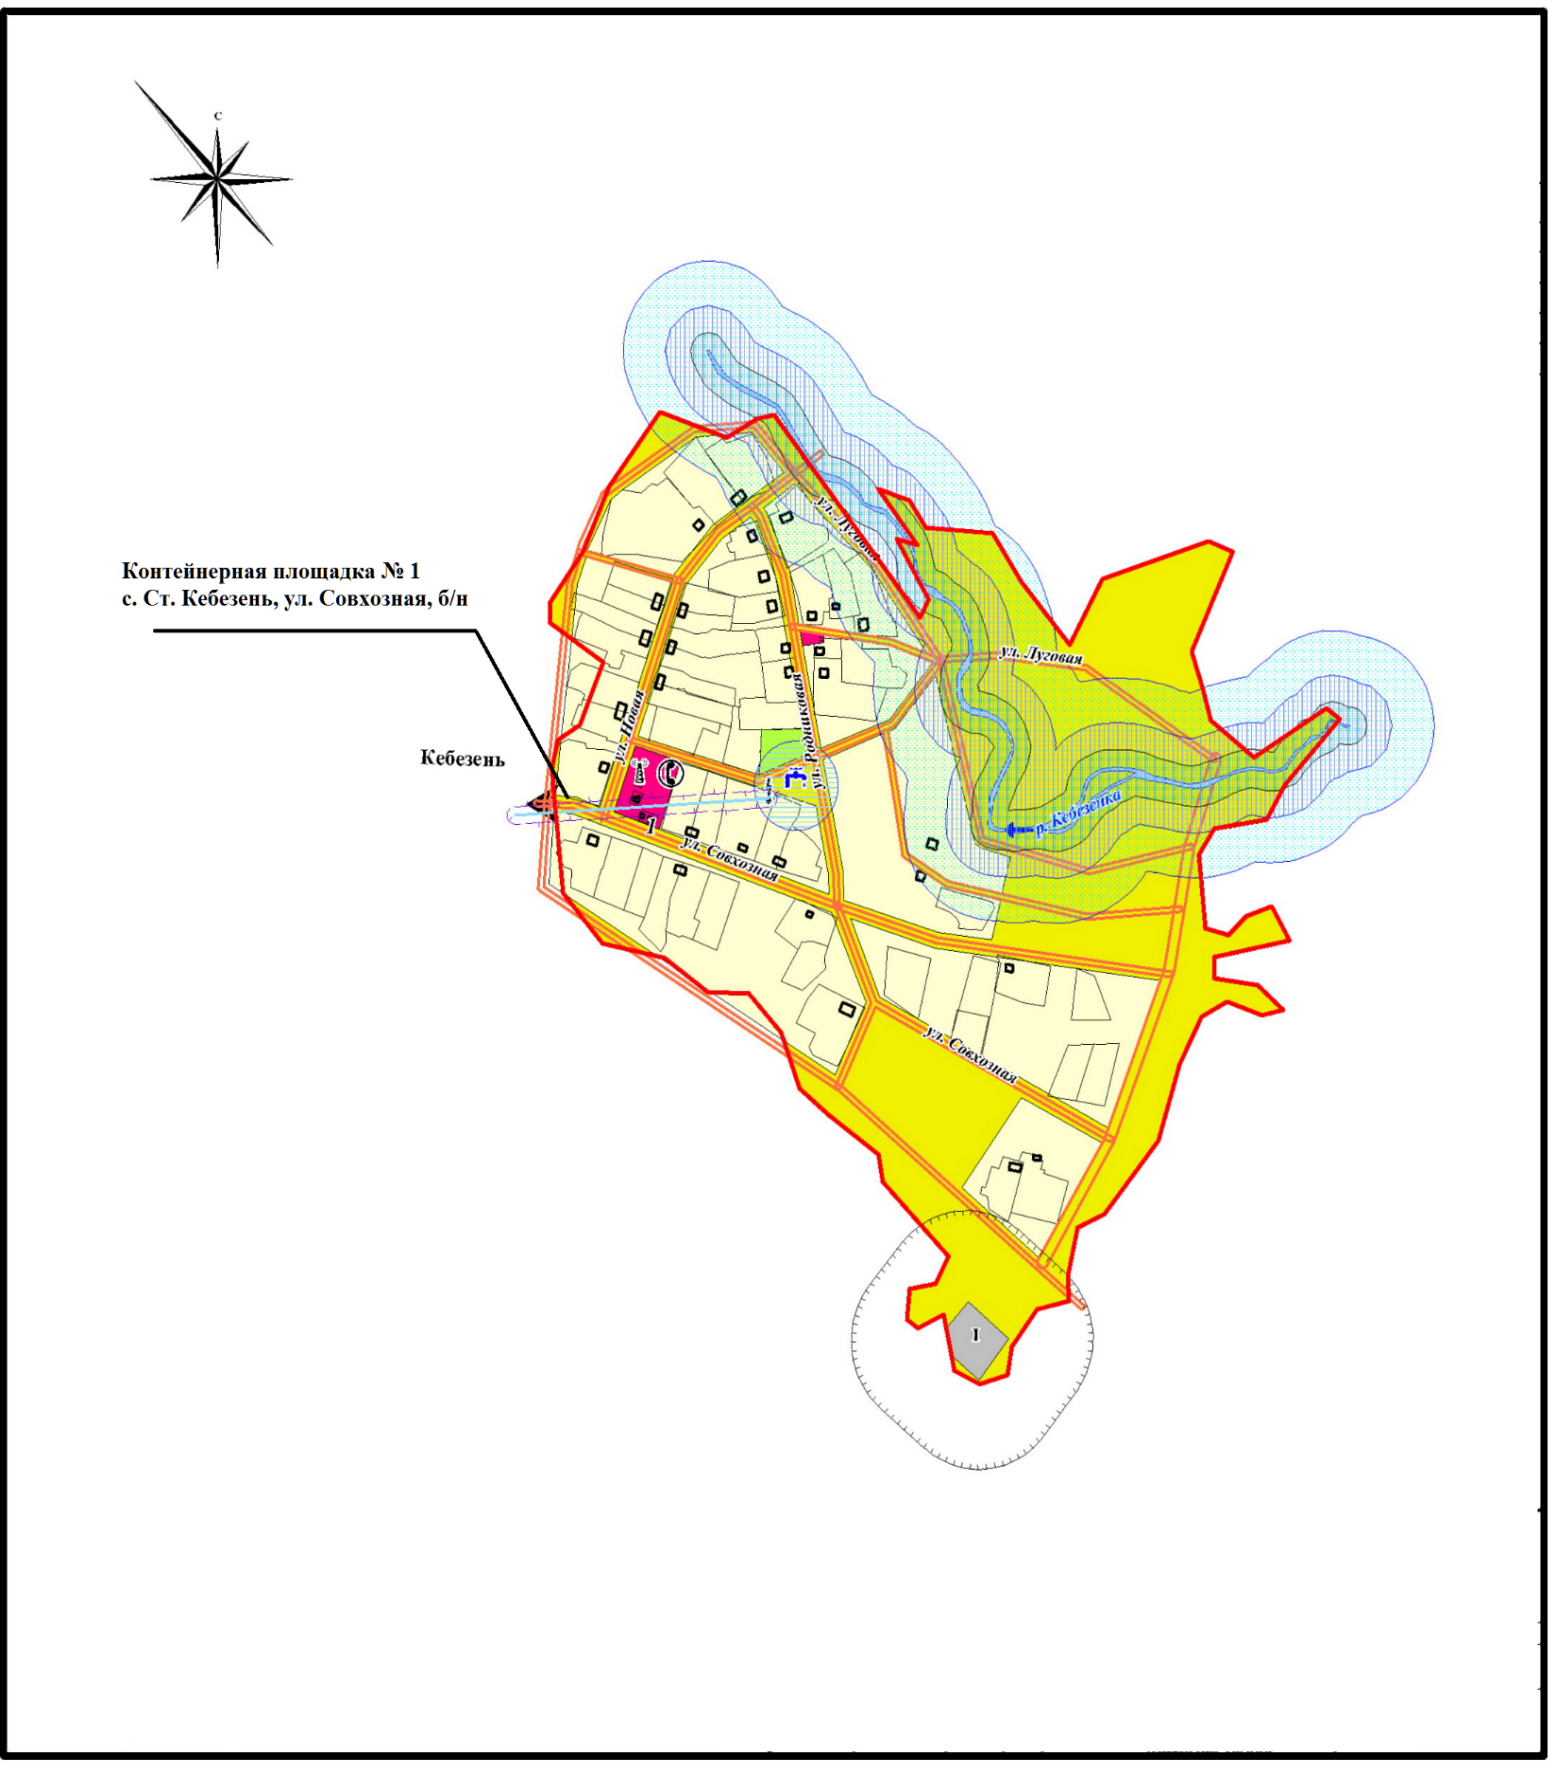 С
ул. Луговая
Контейнерная площадка № 1
с. Ст. Кебезень, ул. Совхозная, б/н
ул. Луговая
ул. Новая
ул. Родниковая
Кебезень
р. Кебезенка
1
ул. Совхозная
ул. Совхозная
I